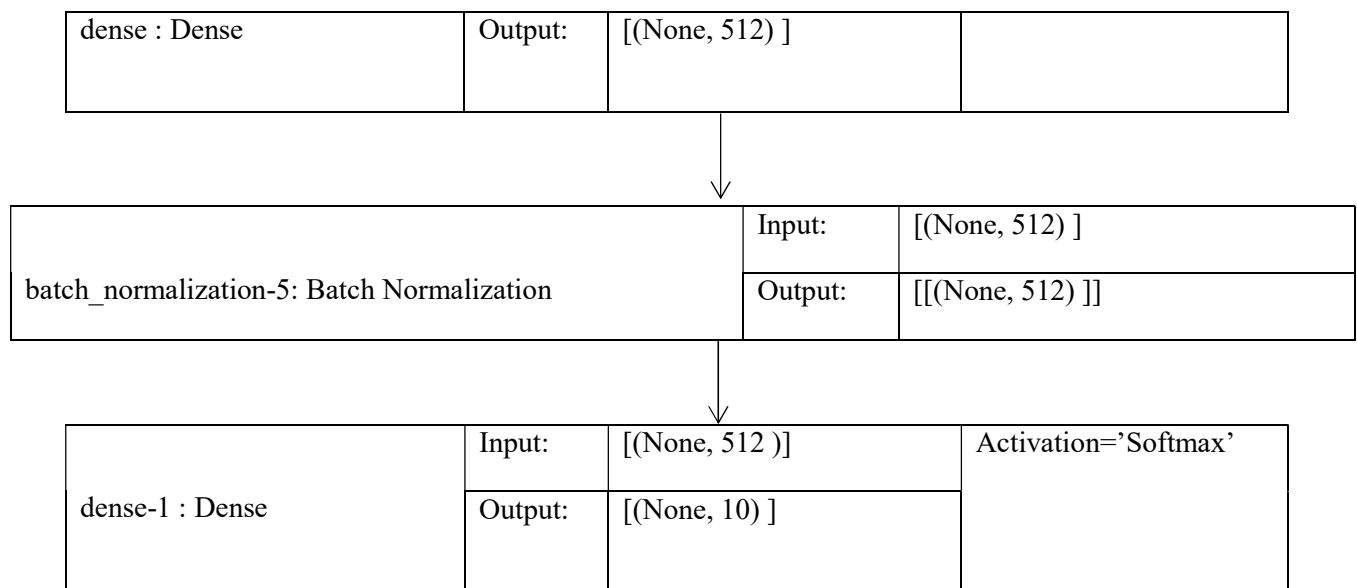 dense : Dense Output: [(None, 512) ]
Input: [(None, 512) ]
batch_normalization-5: Batch Normalization Output: [[(None, 512) ]]
Input: [(None, 512 )] Activation=’Softmax’
dense-1 : Dense Output: [(None, 10) ]